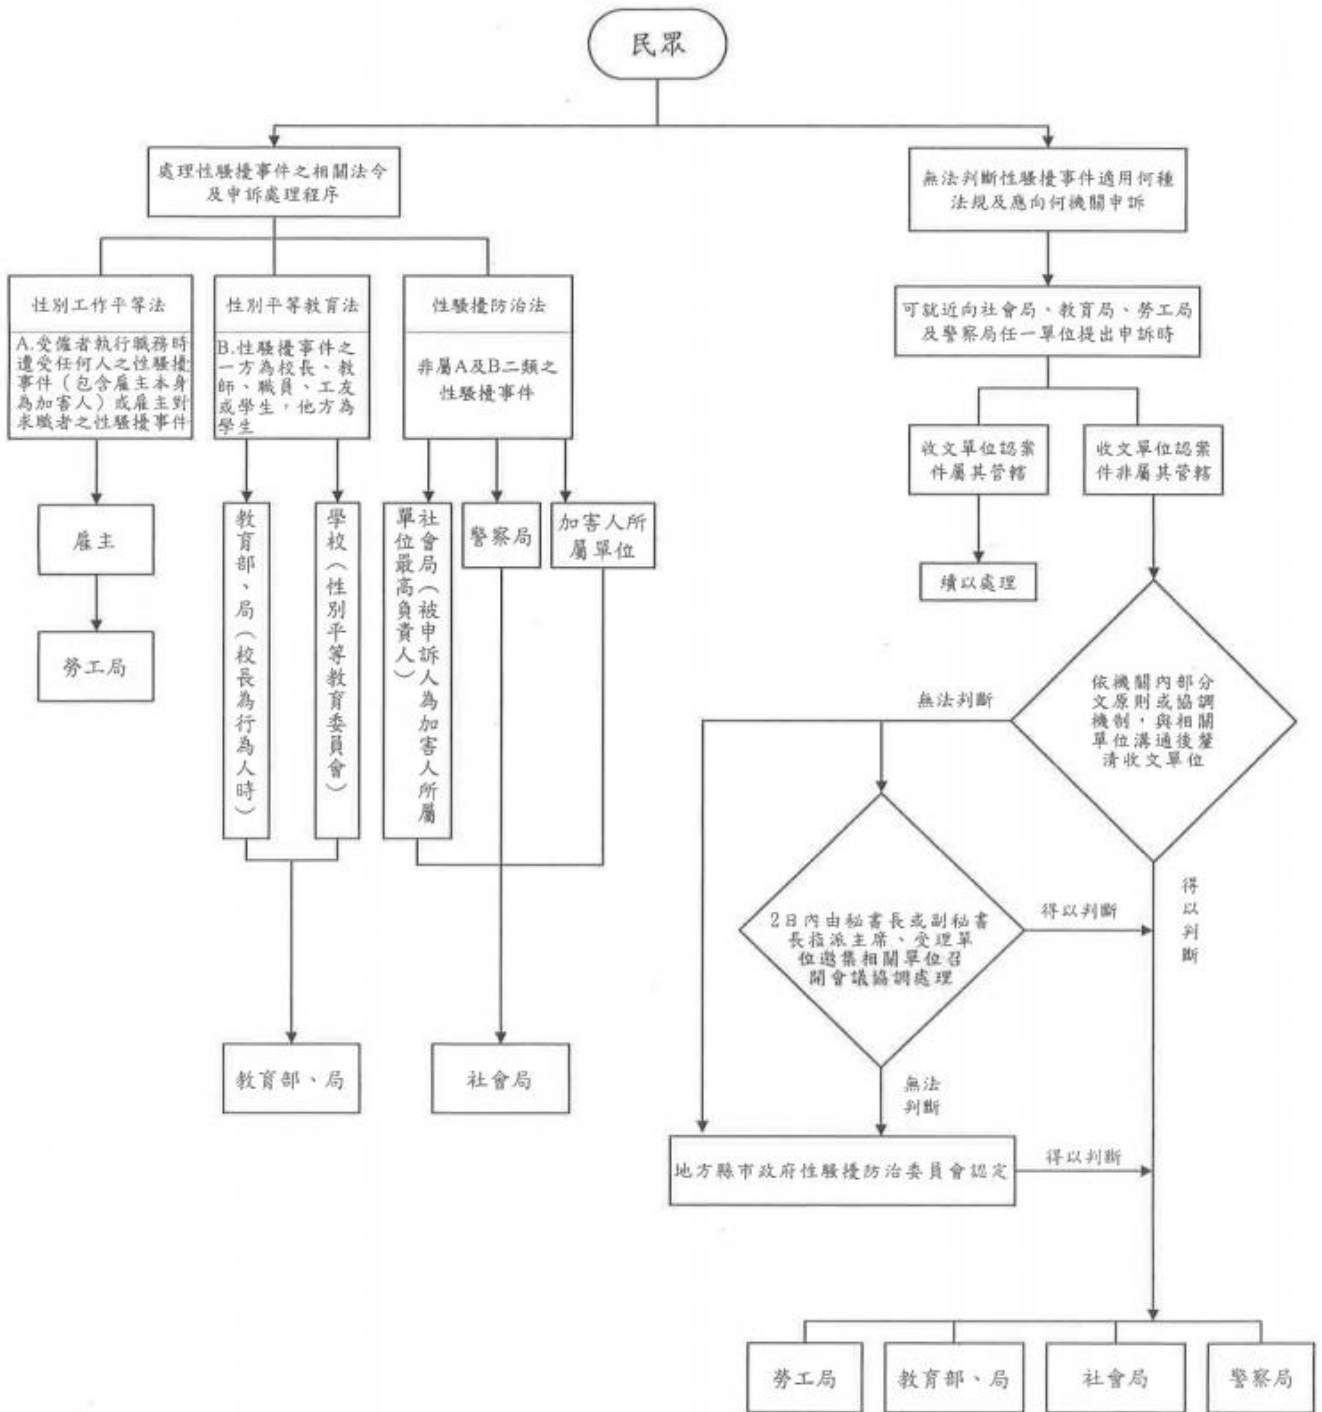 民眾
處理性騷擾事件之相關法令
及申訴處理程序
無法判斷性騷擾事件適用何種
法規及應向何機關申訴
性別工作平等法
A.受僱者執行職務時
遭受任何人之性騷擾
事件（包含雇主本身
為加害人）或雇主對
求職者之性騷擾事件
性別平等教育法
B.性騷擾事件之
一方為校長、教
師、職員、工友
或學生，他方為
學生
性騷擾防治法
非屬A及B二類之
性騷擾事件
可就近向社會局、教育局、勞工局
及警察局任一單位提出申訴時
收文單位認案
件屬其管轄
收文單位認案
件非屬其管轄
雇主
勞工局
教育部、局（校長為行為人時）
學校（性別平等教育委員會）
社會局（被申訴人為加害人所屬
單位最高負責人）
警察局
加害人所
屬單位
續以處理
依機關內部分
文原則或協調
機制，與相關
單位溝通後釐
清收文單位
無法判斷
得以判斷
2日內由秘書長或副秘書
長指派主席、受理單
位邀集相關單位召
開會議協調處理
得以判斷
無法
判斷
教育部、局
社會局
地方縣市政府性騷擾防治委員會認定
得以判斷
勞工局
教育部、局
社會局
警察局